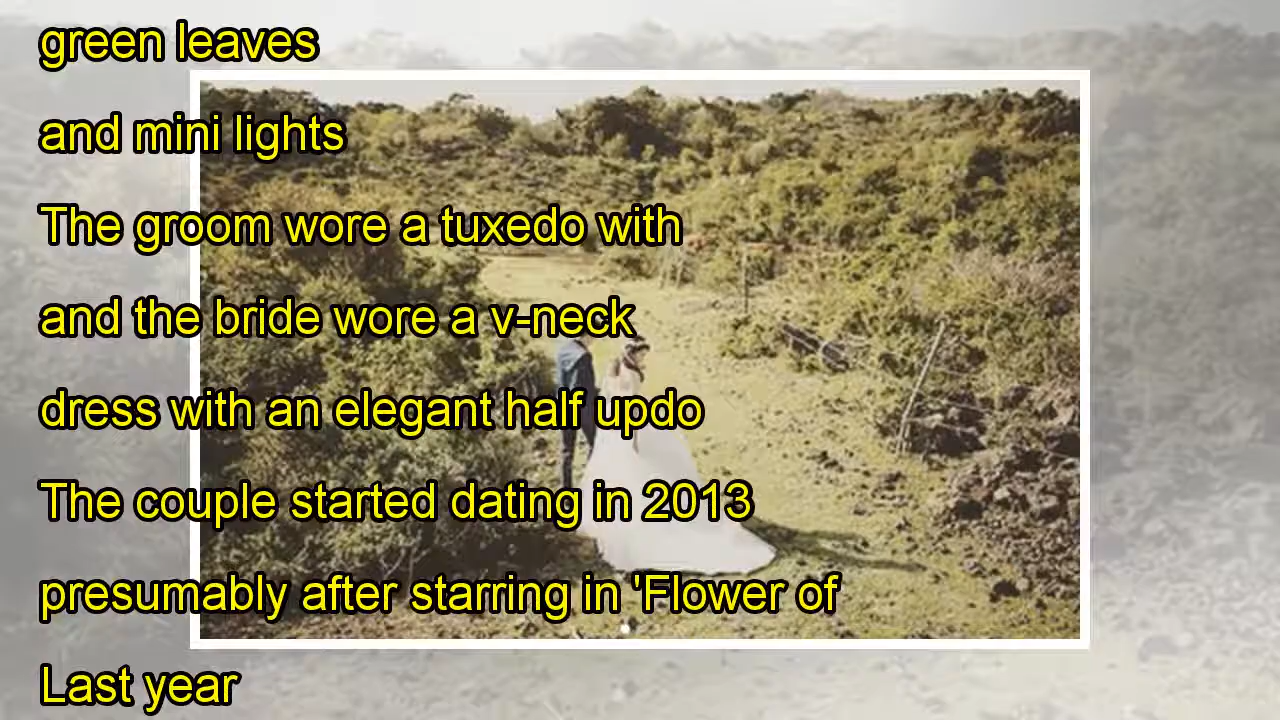 green leaves
and mini lights
The groom wore a tuxedo with
and the bride wore a v-neck
dress with an elegant half updo
The couple started dating in 2013
presumably after starring in 'Flower of
Last year